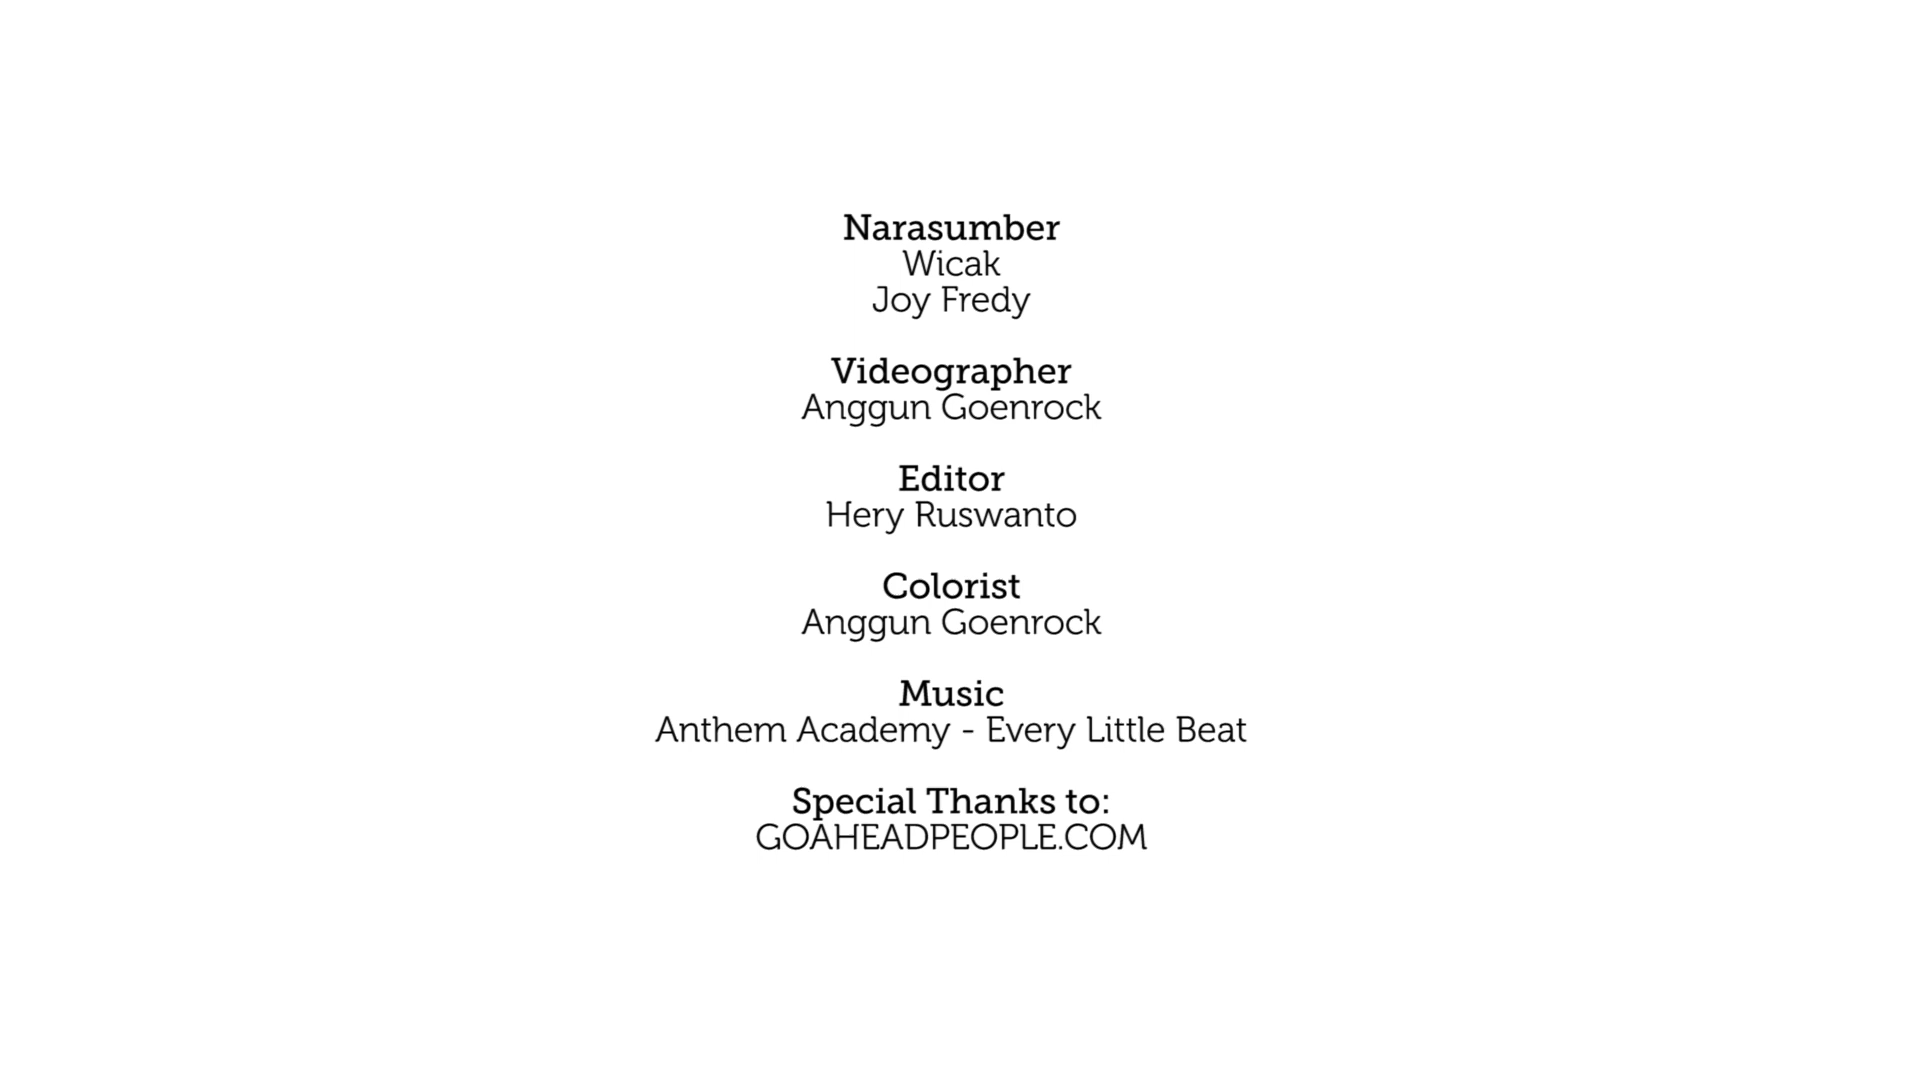 Narasumber
Wicak
Joy Fredy
Videographer
Anggun Goenrock
Editor
Hery Ruswanto
Colorist
Anggun Goenrock
Music
Anthem Academy - Every Little Beat
Special Thanks to:
GOAHEADPEOPLE.COM